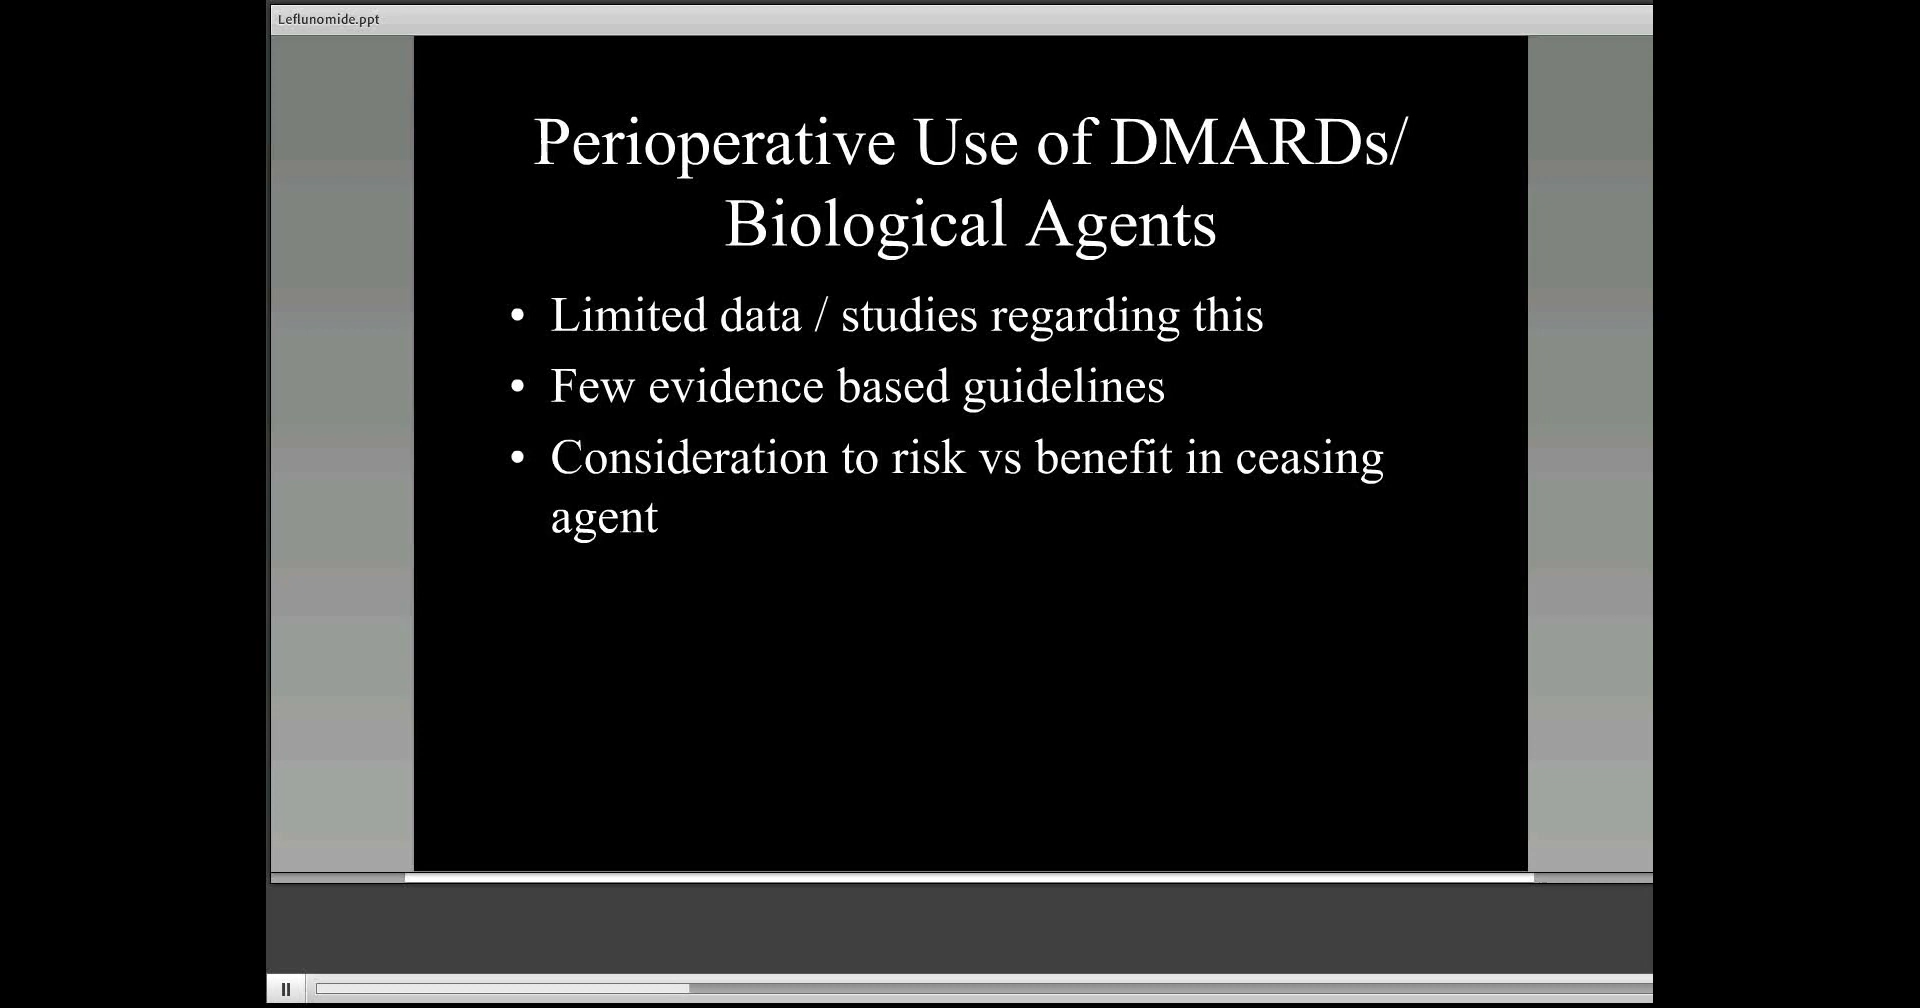 Leflunomide.ppt
Perioperative Use of DMARDs/
Biological Agents
• Limited data / studies regarding this
• Few evidence based guidelines
• Consideration to risk vs benefit in ceasing
agent